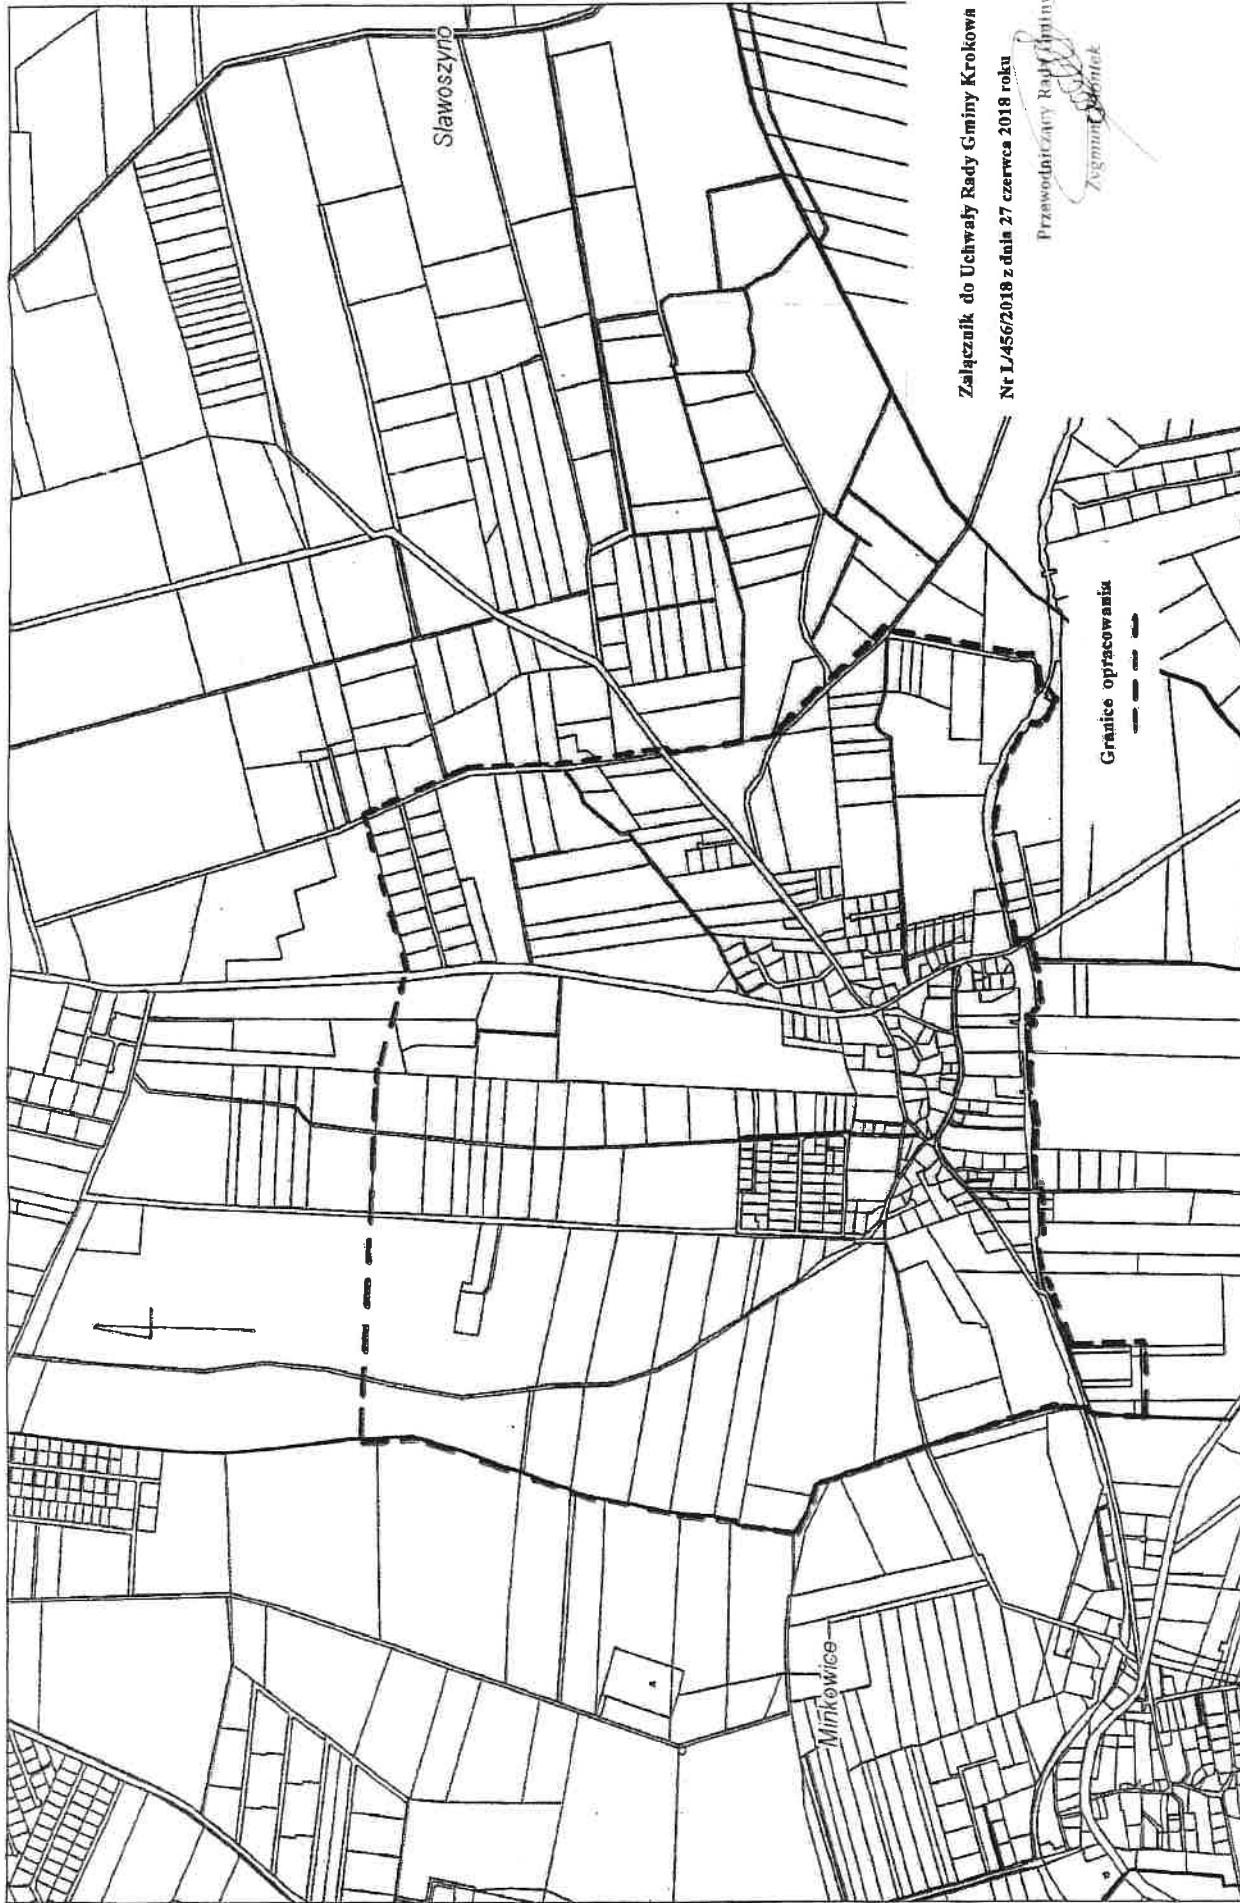 Sławoszyno
Załącznik do Uchwały Rady Gminy Krokowa
Nr L/456/2018 z dnia 27 czerwca 2018 roku
Przewodniczący Rady Gminy
Zygmunt
Granice opracowania
Minkowice